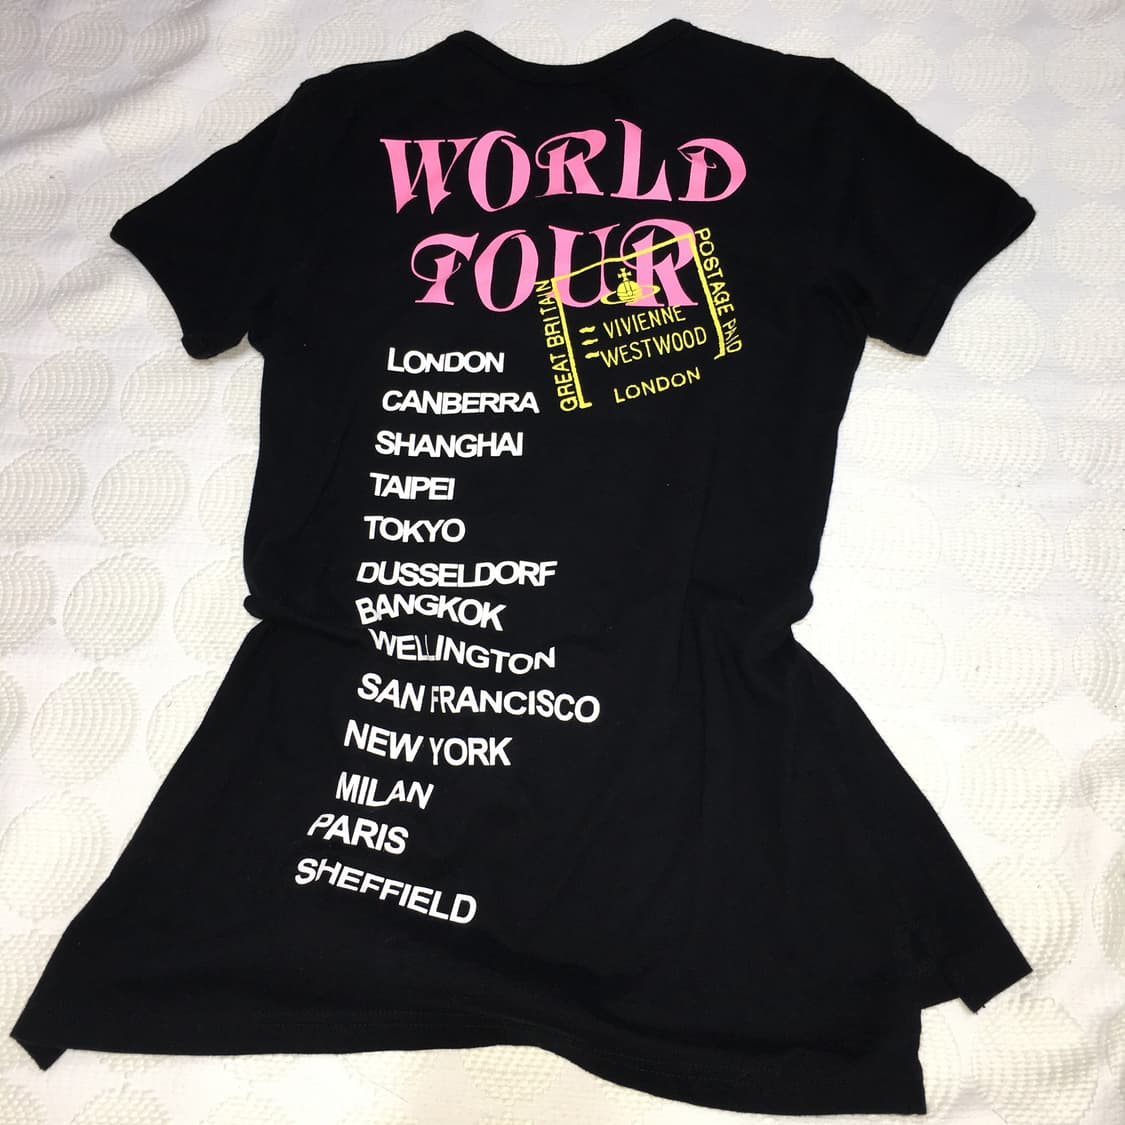 WORLD
TOUR
GREAT BRITAIN
POSTAGE PAID
VIVIENNE
WESTWOOD
LONDON
LONDON
CANBERRA
SHANGHAI
TAIPEI
TOKYO
DUSSELDORF
BANGKOK
WELLINGTON
SAN FRANCISCO
NEW YORK
MILAN
PARIS
SHEFFIELD